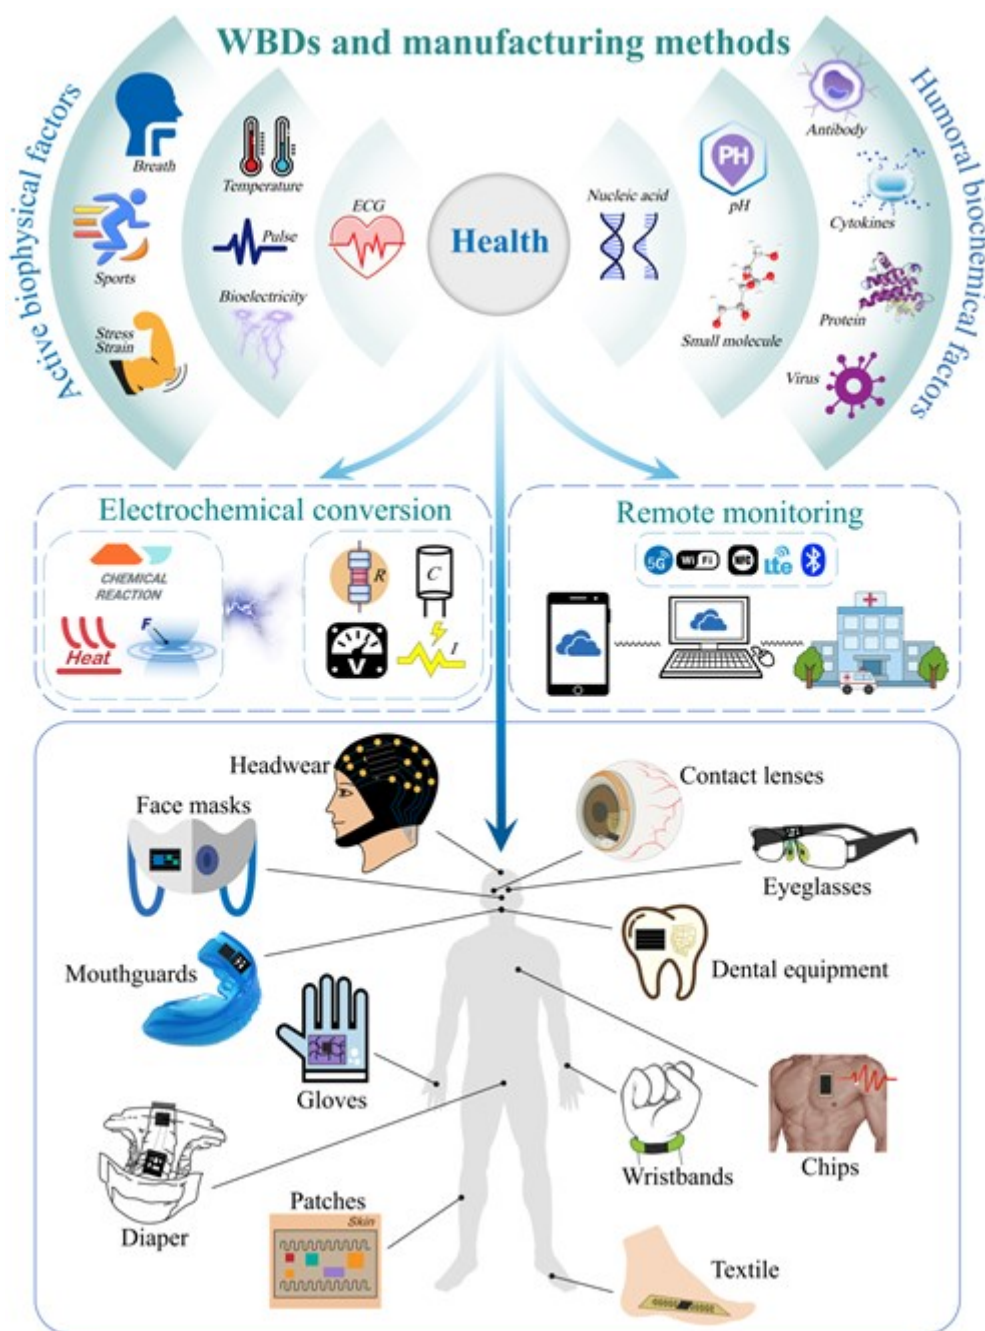 WBDs and manufacturing methods
Active biophysical factors
Humoral biochemical factors
Breath
Sports
Stress
Strain
Temperature
Pulse
Bioelectricity
ECG
Health
Nucleic acid
PH
pH
Small molecule
Antibody
Cytokines
Protein
Virus
Electrochemical conversion
CHEMICAL
REACTION
Heat
F
R
C
V
I
Remote monitoring
5G
WiFi
NFC
LTE
Headwear
Contact lenses
Face masks
Eyeglasses
Mouthguards
Dental equipment
Gloves
Wristbands
Chips
Diaper
Patches
Skin
Textile